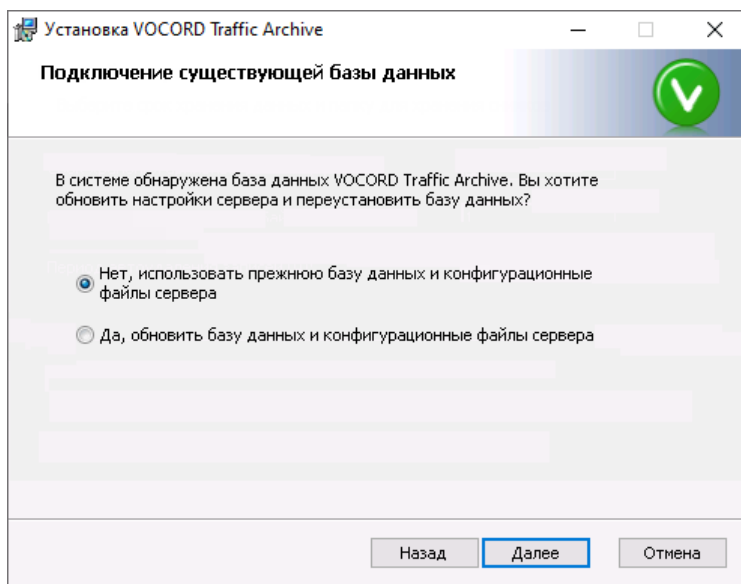 Установка VOCORD Traffic Archive
Подключение существующей базы данных
V
В системе обнаружена база данных VOCORD Traffic Archive. Вы хотите
обновить настройки сервера и переустановить базу данных?
Нет, использовать прежнюю базу данных и конфигурационные
файлы сервера
Да, обновить базу данных и конфигурационные файлы сервера
Назад
Далее
Отмена